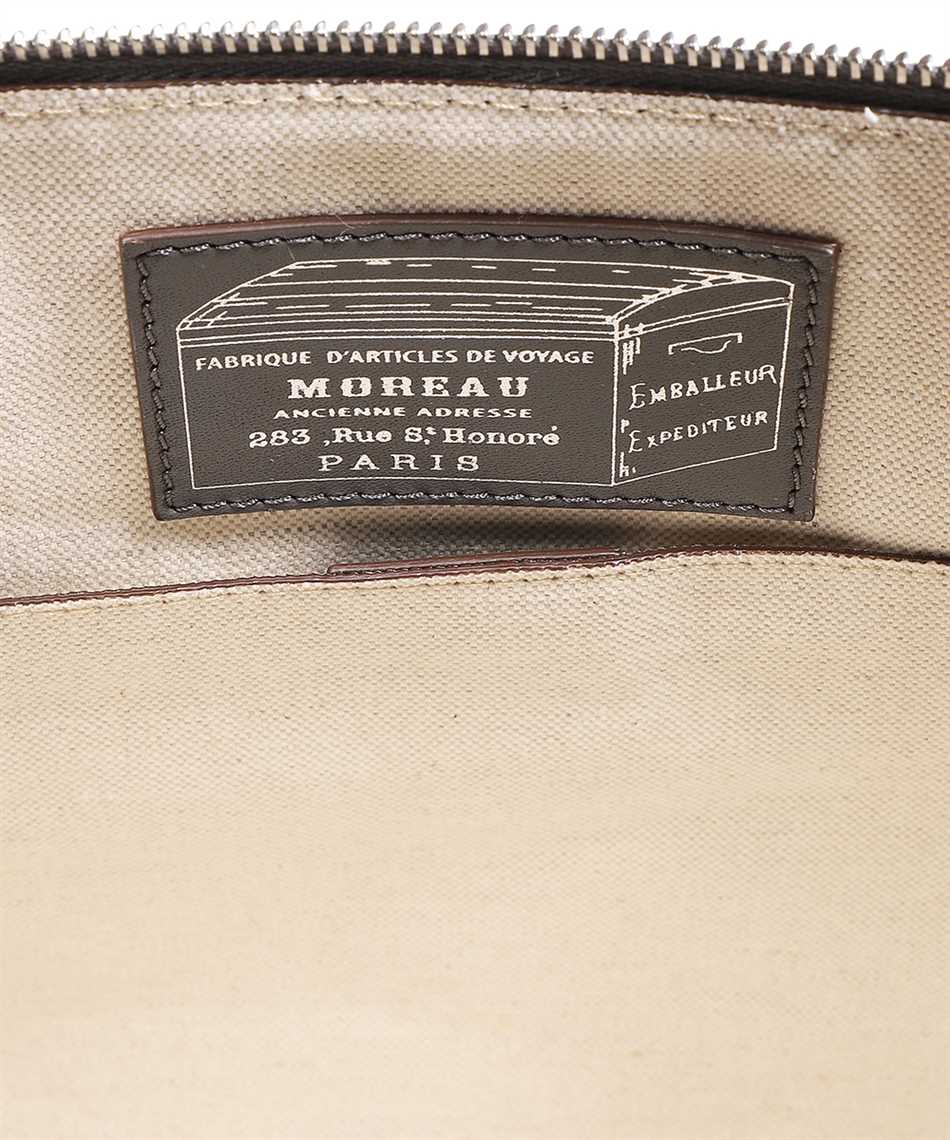 FABRIQUE D'ARTICLES DE VOYAGE
MOREAU
ANCIENNE ADRESSE
283 ,Rue St. Honoré
PARIS
EMBALLEUR
EXPEDITEUR